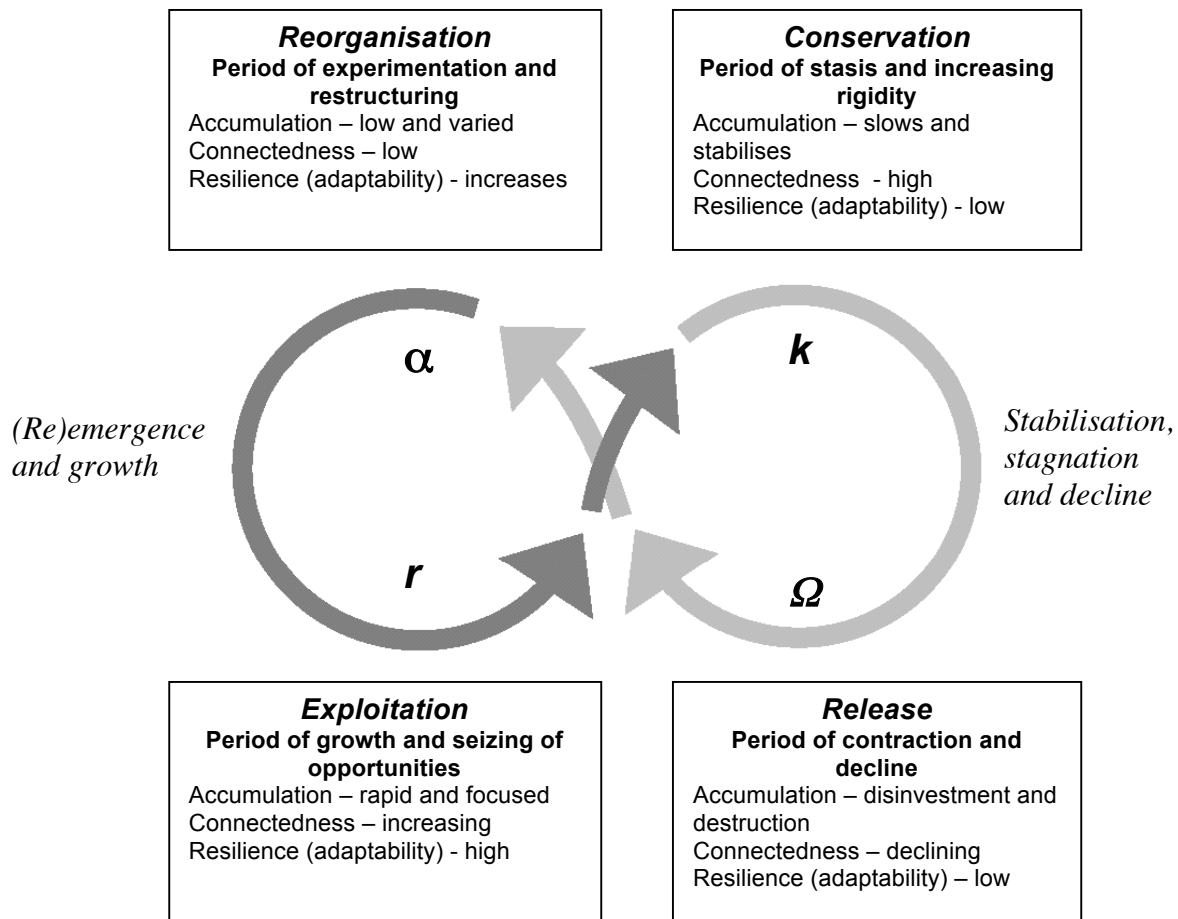 Reorganisation
Period of experimentation and
restructuring
Accumulation – low and varied
Connectedness – low
Resilience (adaptability) - increases
Conservation
Period of stasis and increasing
rigidity
Accumulation – slows and
stabilises
Connectedness  - high
Resilience (adaptability) - low
α
k
(Re)emergence
and growth
Stabilisation,
stagnation
and decline
r
Ω
Exploitation
Period of growth and seizing of
opportunities
Accumulation – rapid and focused
Connectedness – increasing
Resilience (adaptability) - high
Release
Period of contraction and
decline
Accumulation – disinvestment and
destruction
Connectedness – declining
Resilience (adaptability) – low